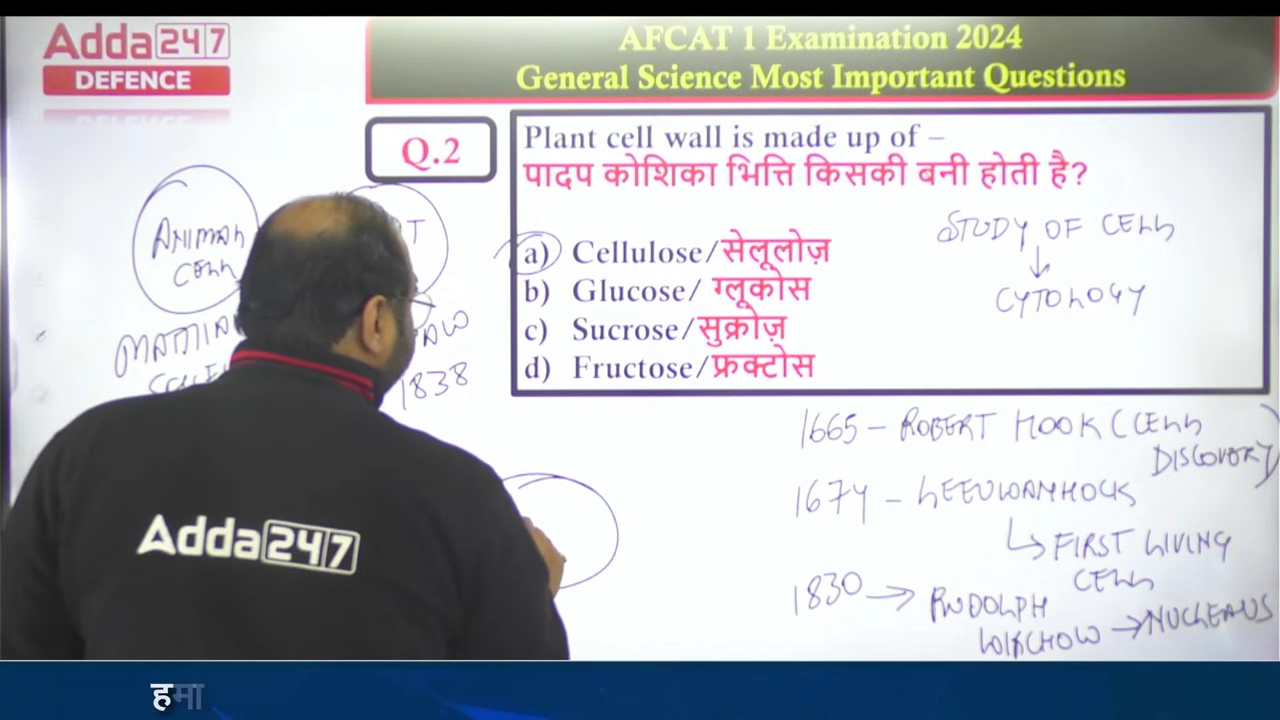 Adda247
DEFENCE
AFCAT 1 Examination 2024
General Science Most Important Questions
Q.2
Plant cell wall is made up of –
पादप कोशिका भित्ति किसकी बनी होती है?
a) Cellulose/सेलूलोज़
b) Glucose/ ग्लूकोस
c) Sucrose/सुक्रोज़
d) Fructose/फ्रक्टोस
STUDY OF CELL
CYTOLOGY
ANIMAL
CELL
1838
1665 – ROBERT HOOK (CELL
DISCOVERY)
1674 – LEEUWANHOCK
FIRST LIVING
CELL
1830 → RUDOLPH
WIRCHOW → NUCLEAUS
Adda247
हमा